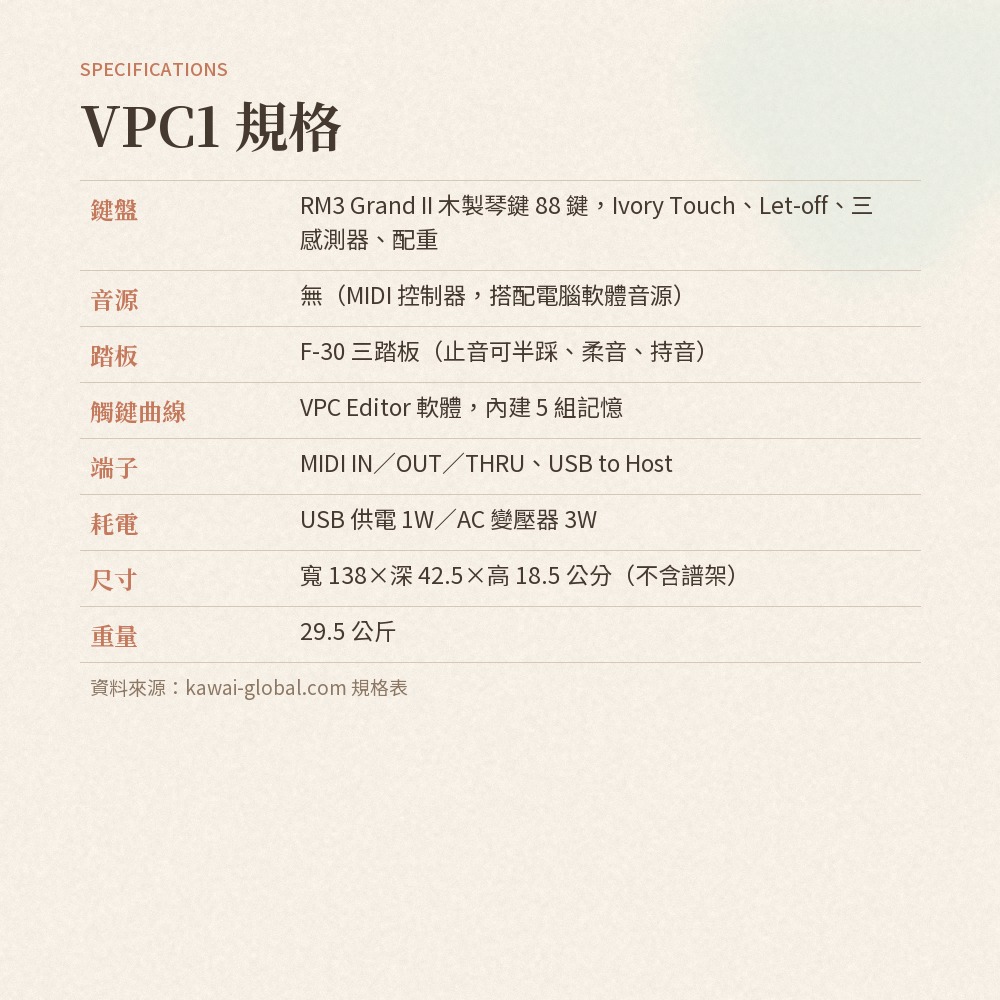 SPECIFICATIONS
VPC1 規格
鍵盤
RM3 Grand II 木製琴鍵 88 鍵，Ivory Touch、Let-off、三
感測器、配重
音源
無（MIDI 控制器，搭配電腦軟體音源）
踏板
F-30 三踏板（止音可半踩、柔音、持音）
觸鍵曲線
VPC Editor 軟體，內建 5 組記憶
端子
MIDI IN／OUT／THRU、USB to Host
耗電
USB 供電 1W／AC 變壓器 3W
尺寸
寬 138×深 42.5×高 18.5 公分（不含譜架）
重量
29.5 公斤
資料來源：kawai-global.com 規格表